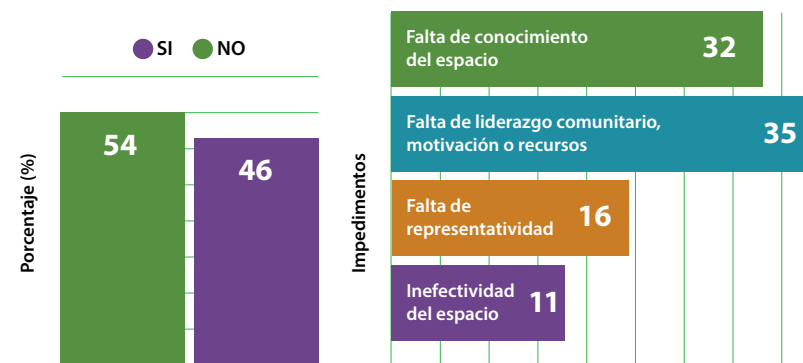 SI NO
Porcentaje (%)
54
46
Impedimentos
Falta de conocimiento
del espacio
32
Falta de liderazgo comunitario,
motivación o recursos
35
Falta de
representatividad
16
Inefectividad
del espacio
11